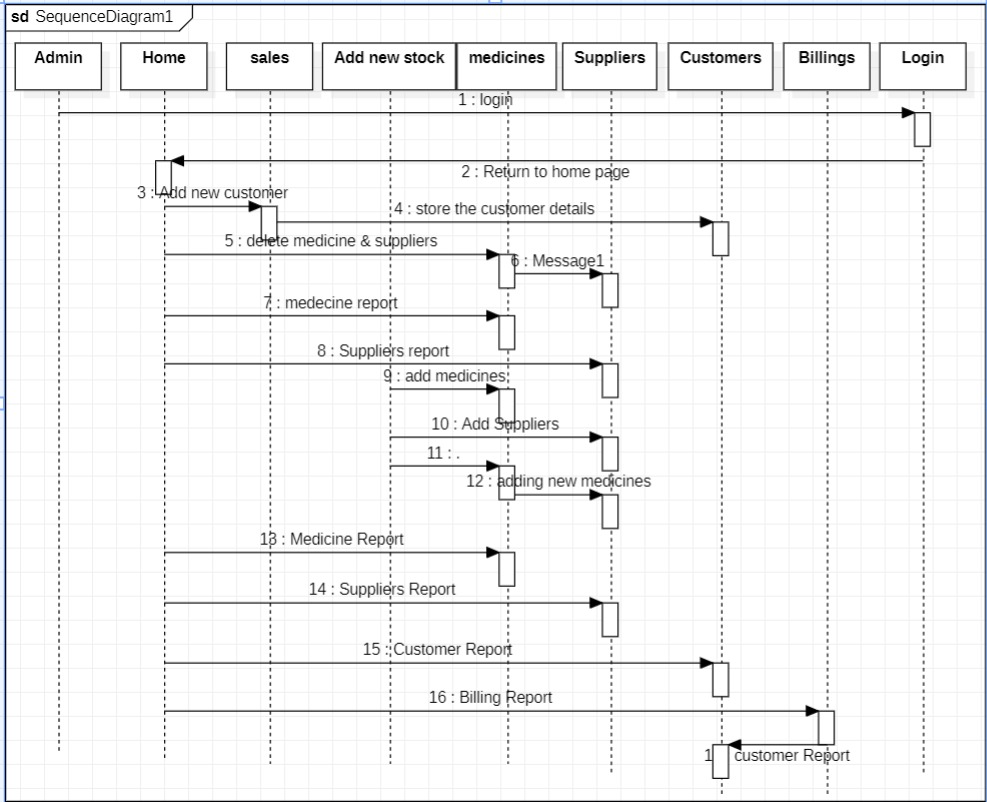 sd SequenceDiagram1
Admin Home sales Add new stock medicines Suppliers Customers Billings Login
1 : login
2 : Return to home page
3 : Add new customer
4 : store the customer details
5 : delete medicine & suppliers
6 : Message1
7 : medecine report
8 : Suppliers report
9 : add medicines
10 : Add Suppliers
11 : .
12 : adding new medicines
13 : Medicine Report
14 : Suppliers Report
15 : Customer Report
16 : Billing Report
customer Report